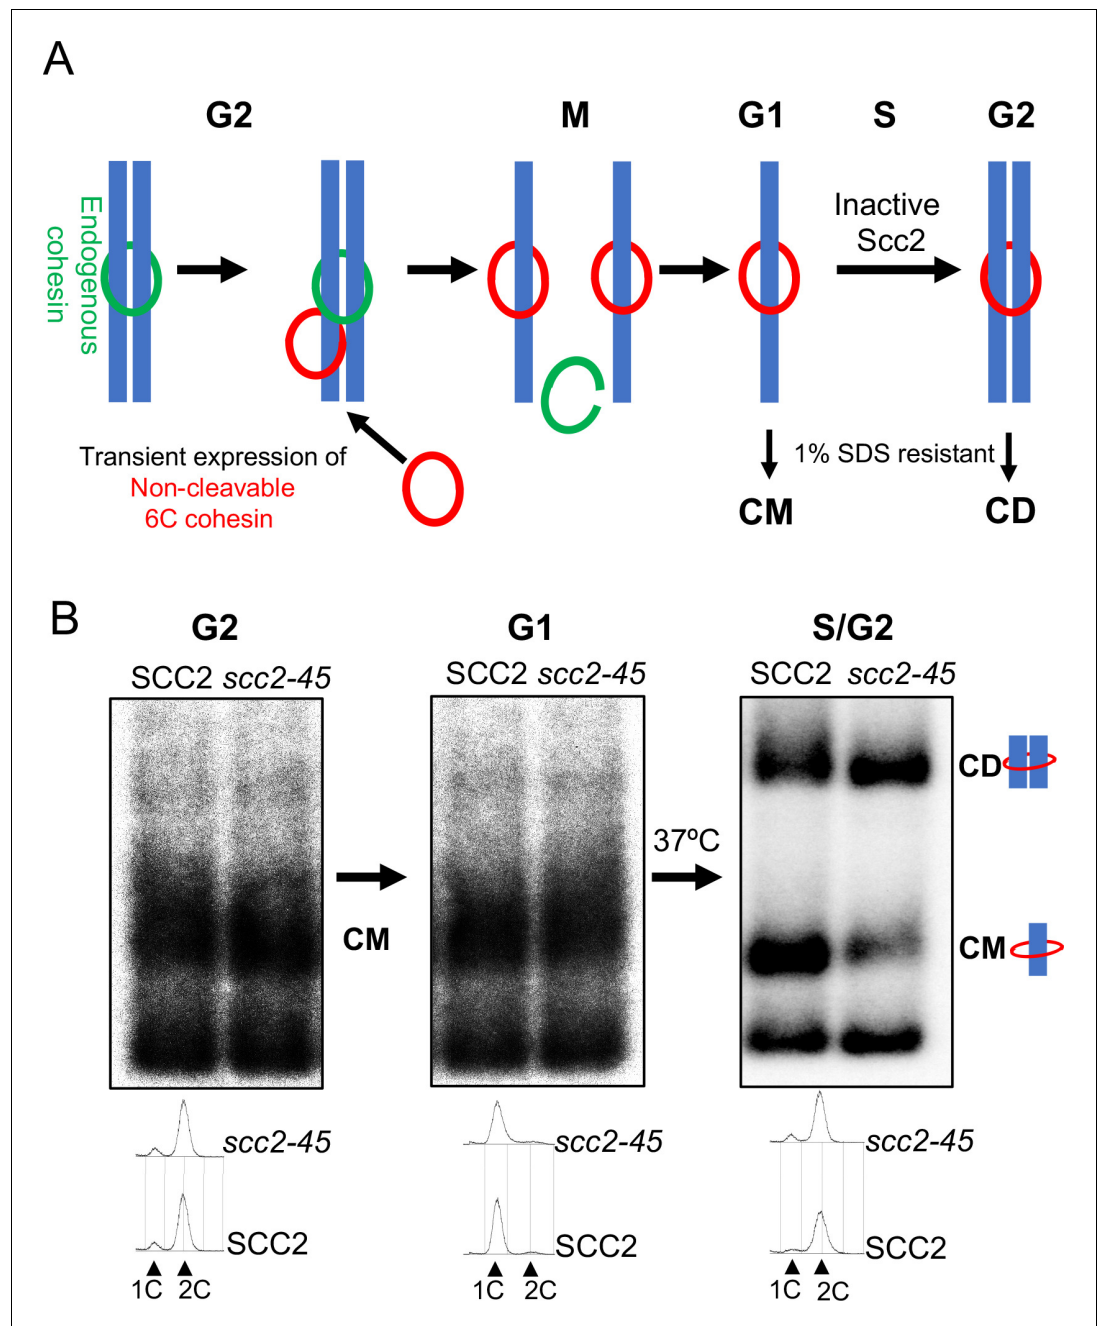 A
G2
M
G1
S
G2
Endogenous
cohesin
Inactive
Scc2
Transient expression of
Non-cleavable
6C cohesin
1% SDS resistant
CM
CD
B
G2
G1
S/G2
SCC2 scc2-45
SCC2 scc2-45
SCC2 scc2-45
CM
37ºC
CD
CM
scc2-45
SCC2
1C 2C
scc2-45
SCC2
1C 2C
scc2-45
SCC2
1C 2C